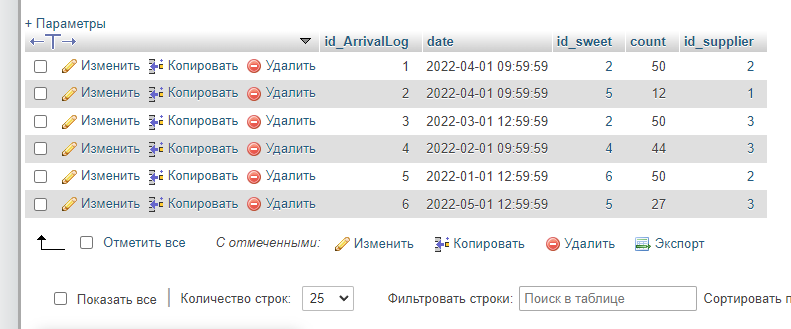 + Параметры
←T→ id_ArrivalLog date id_sweet count id_supplier
Изменить Копировать Удалить 1 2022-04-01 09:59:59 2 50 2
Изменить Копировать Удалить 2 2022-04-01 09:59:59 5 12 1
Изменить Копировать Удалить 3 2022-03-01 12:59:59 2 50 3
Изменить Копировать Удалить 4 2022-02-01 09:59:59 4 44 3
Изменить Копировать Удалить 5 2022-01-01 12:59:59 6 50 2
Изменить Копировать Удалить 6 2022-05-01 12:59:59 5 27 3
Отметить все С отмеченными: Изменить Копировать Удалить Экспорт
Показать все Количество строк: 25 Фильтровать строки: Поиск в таблице Сортировать п